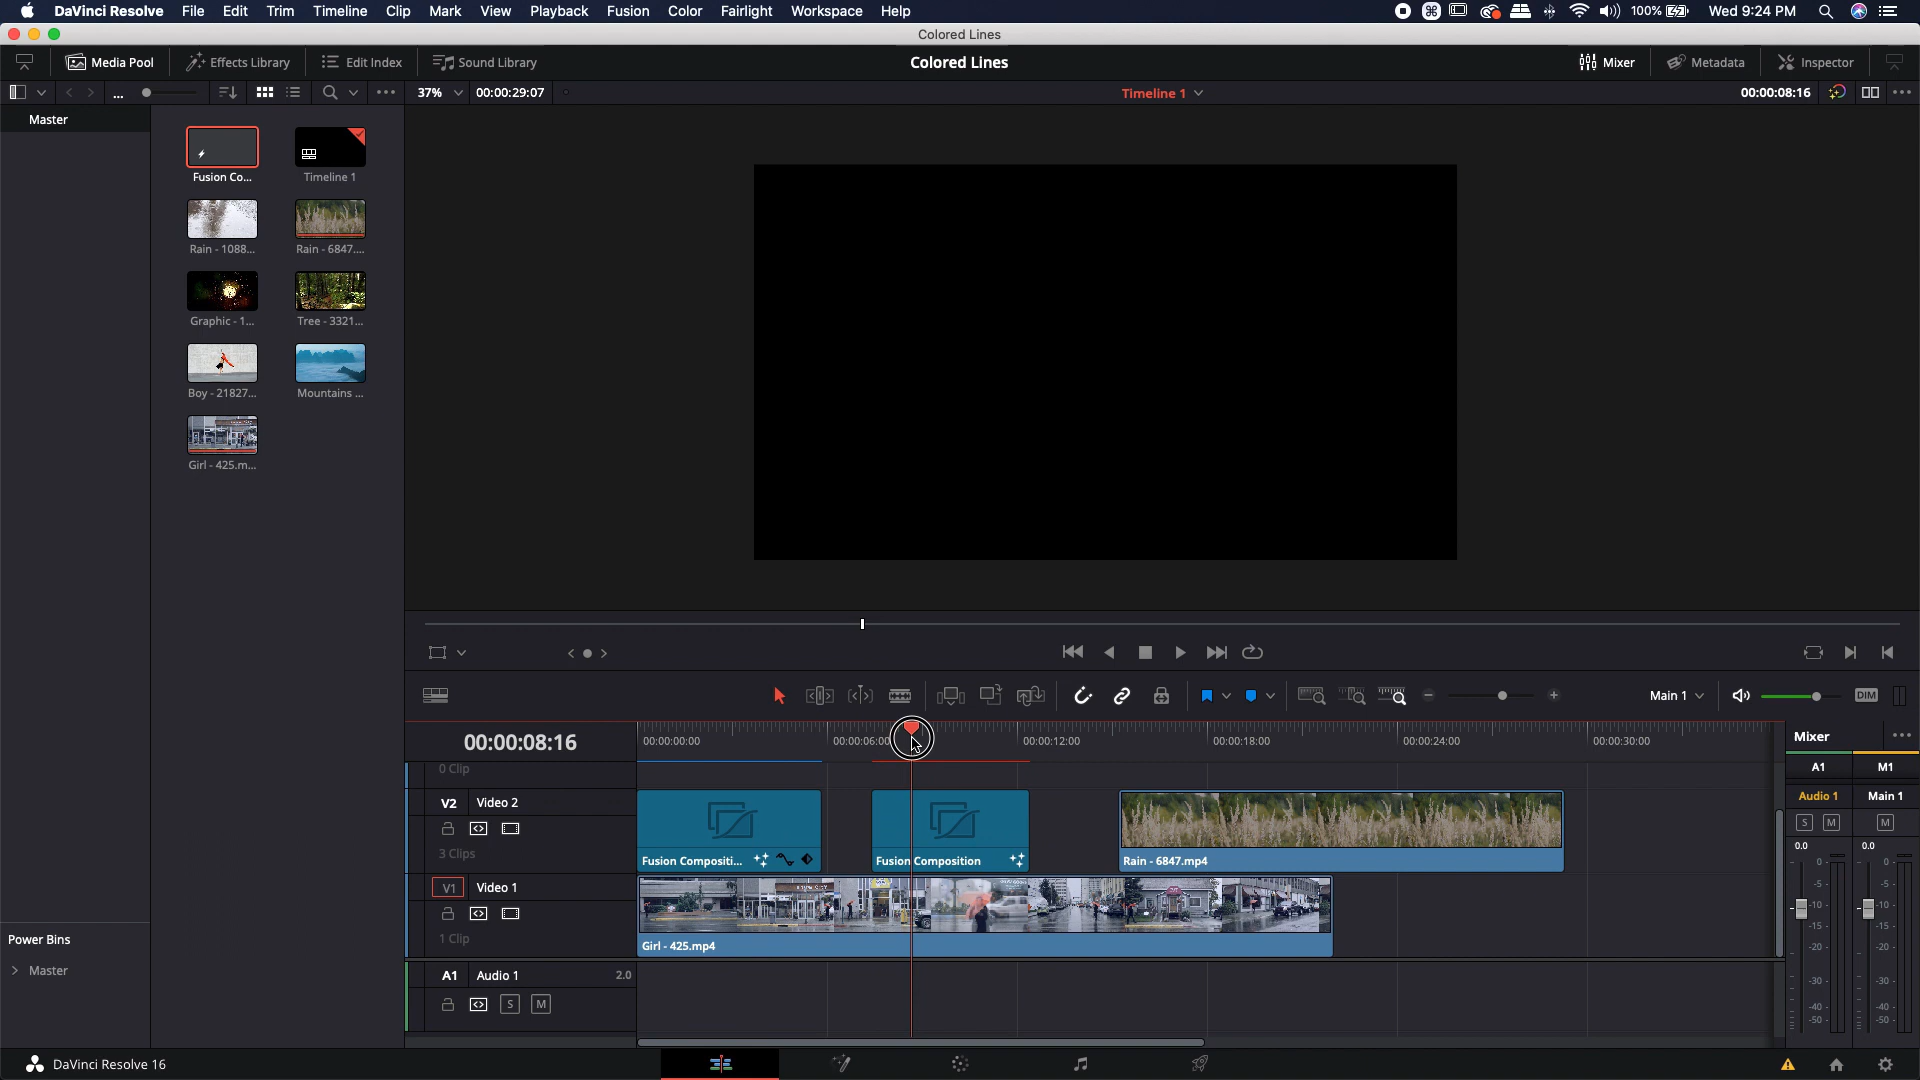 DaVinci Resolve File Edit Trim Timeline Clip Mark View Playback Fusion Color Fairlight Workspace Help 100% Wed 9:24 PM
Colored Lines
Media Pool Effects Library Edit Index Sound Library Colored Lines Mixer Metadata Inspector
... 37% 00:00:29:07 Timeline 1 00:00:08:16
Master
Fusion Co... Timeline 1
Rain - 1088... Rain - 6847....
Graphic - 1... Tree - 3321...
Boy - 21827... Mountains ...
Girl - 425.m...
Main 1 DIM
00:00:08:16 00:00:00:00 00:00:06:00 00:00:12:00 00:00:18:00 00:00:24:00 00:00:30:00 Mixer
0 Clip A1 M1
V2 Video 2 Audio 1 Main 1
S M M
3 Clips 0.0 0.0
Fusion Compositi... Fusion Composition Rain - 6847.mp4 0- 0-
-5- -5-
V1 Video 1 -10- -10-
-15- -15-
1 Clip -20- -20-
Girl - 425.mp4
Power Bins
Master
A1 Audio 1 2.0 -30- -30-
S M -40- -40-
-50- -50-
DaVinci Resolve 16